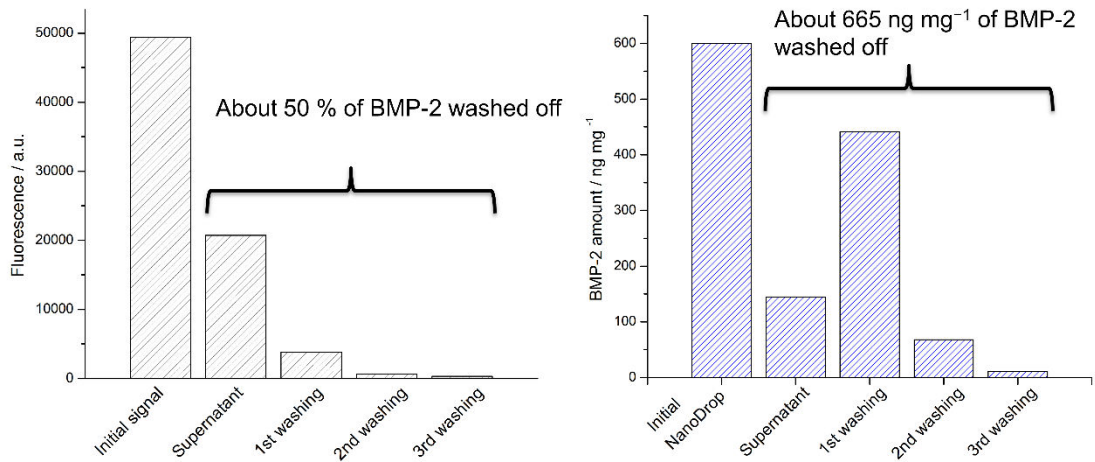 50000
40000
30000
20000
10000
0
Fluorescence / a.u.
About 50 % of BMP-2 washed off
Initial signal
Supernatant
1st washing
2nd washing
3rd washing
About 665 ng mg⁻¹ of BMP-2
washed off
600
500
400
300
200
100
0
BMP-2 amount / ng mg⁻¹
Initial
NanoDrop
Supernatant
1st washing
2nd washing
3rd washing